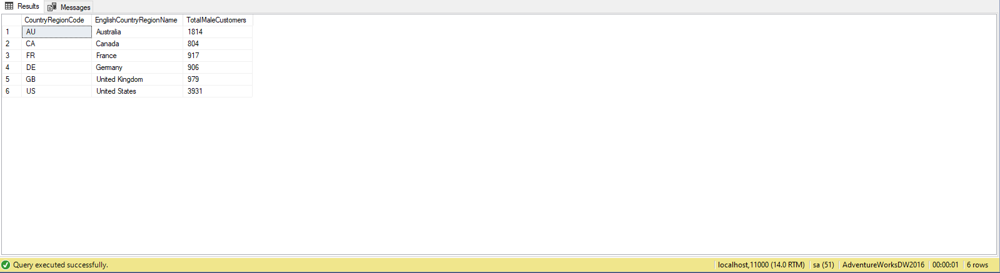 Results Messages
CountryRegionCode EnglishCountryRegionName TotalMaleCustomers
1 AU Australia 1814
2 CA Canada 804
3 FR France 917
4 DE Germany 906
5 GB United Kingdom 979
6 US United States 3931
Query executed successfully. localhost,11000 (14.0 RTM) sa (51) AdventureWorksDW2016 00:00:01 6 rows